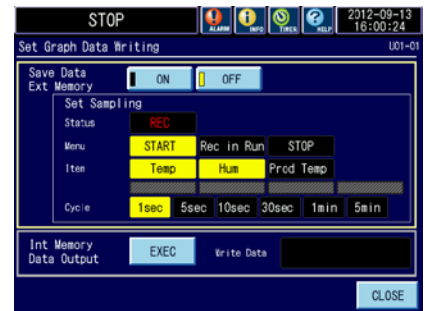 STOP
ALARM
INFO
TIMER
HELP
2012-09-13
16:00:24
Set Graph Data Writing
U01-01
Save Data
Ext Memory
ON
OFF
Set Sampling
Status
REC
Menu
START
Rec in Run
STOP
Item
Temp
Hum
Prod Temp
Cycle
1sec
5sec
10sec
30sec
1min
5min
Int Memory
Data Output
EXEC
Write Data
CLOSE